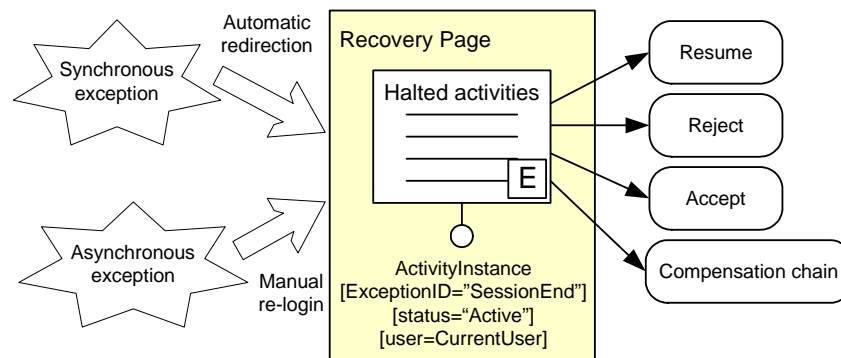 Automatic
redirection
Synchronous
exception
Asynchronous
exception
Manual
re-login
Recovery Page
Halted activities
E
ActivityInstance
[ExceptionID=”SessionEnd”]
[status=“Active”]
[user=CurrentUser]
Resume
Reject
Accept
Compensation chain